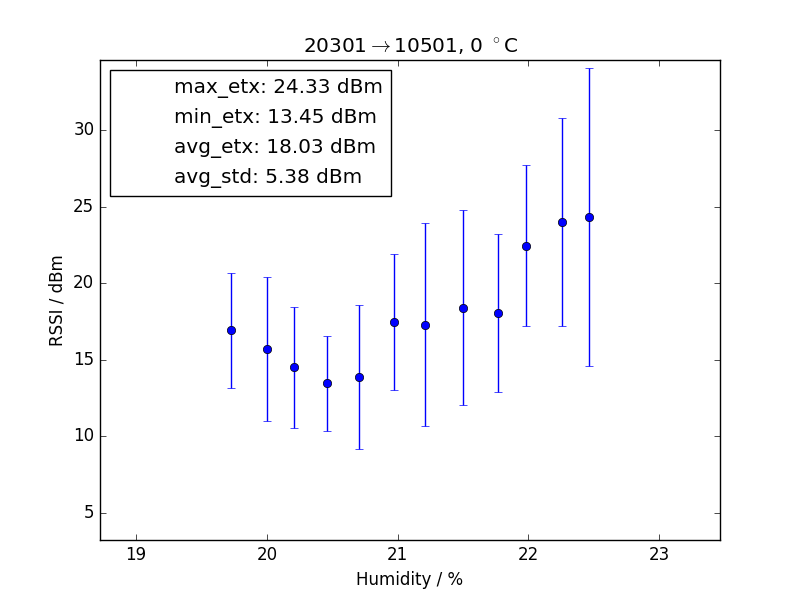 20301→10501, 0 °C
max_etx: 24.33 dBm
min_etx: 13.45 dBm
avg_etx: 18.03 dBm
avg_std: 5.38 dBm
RSSI / dBm
30
25
20
15
10
5
19 20 21 22 23
Humidity / %